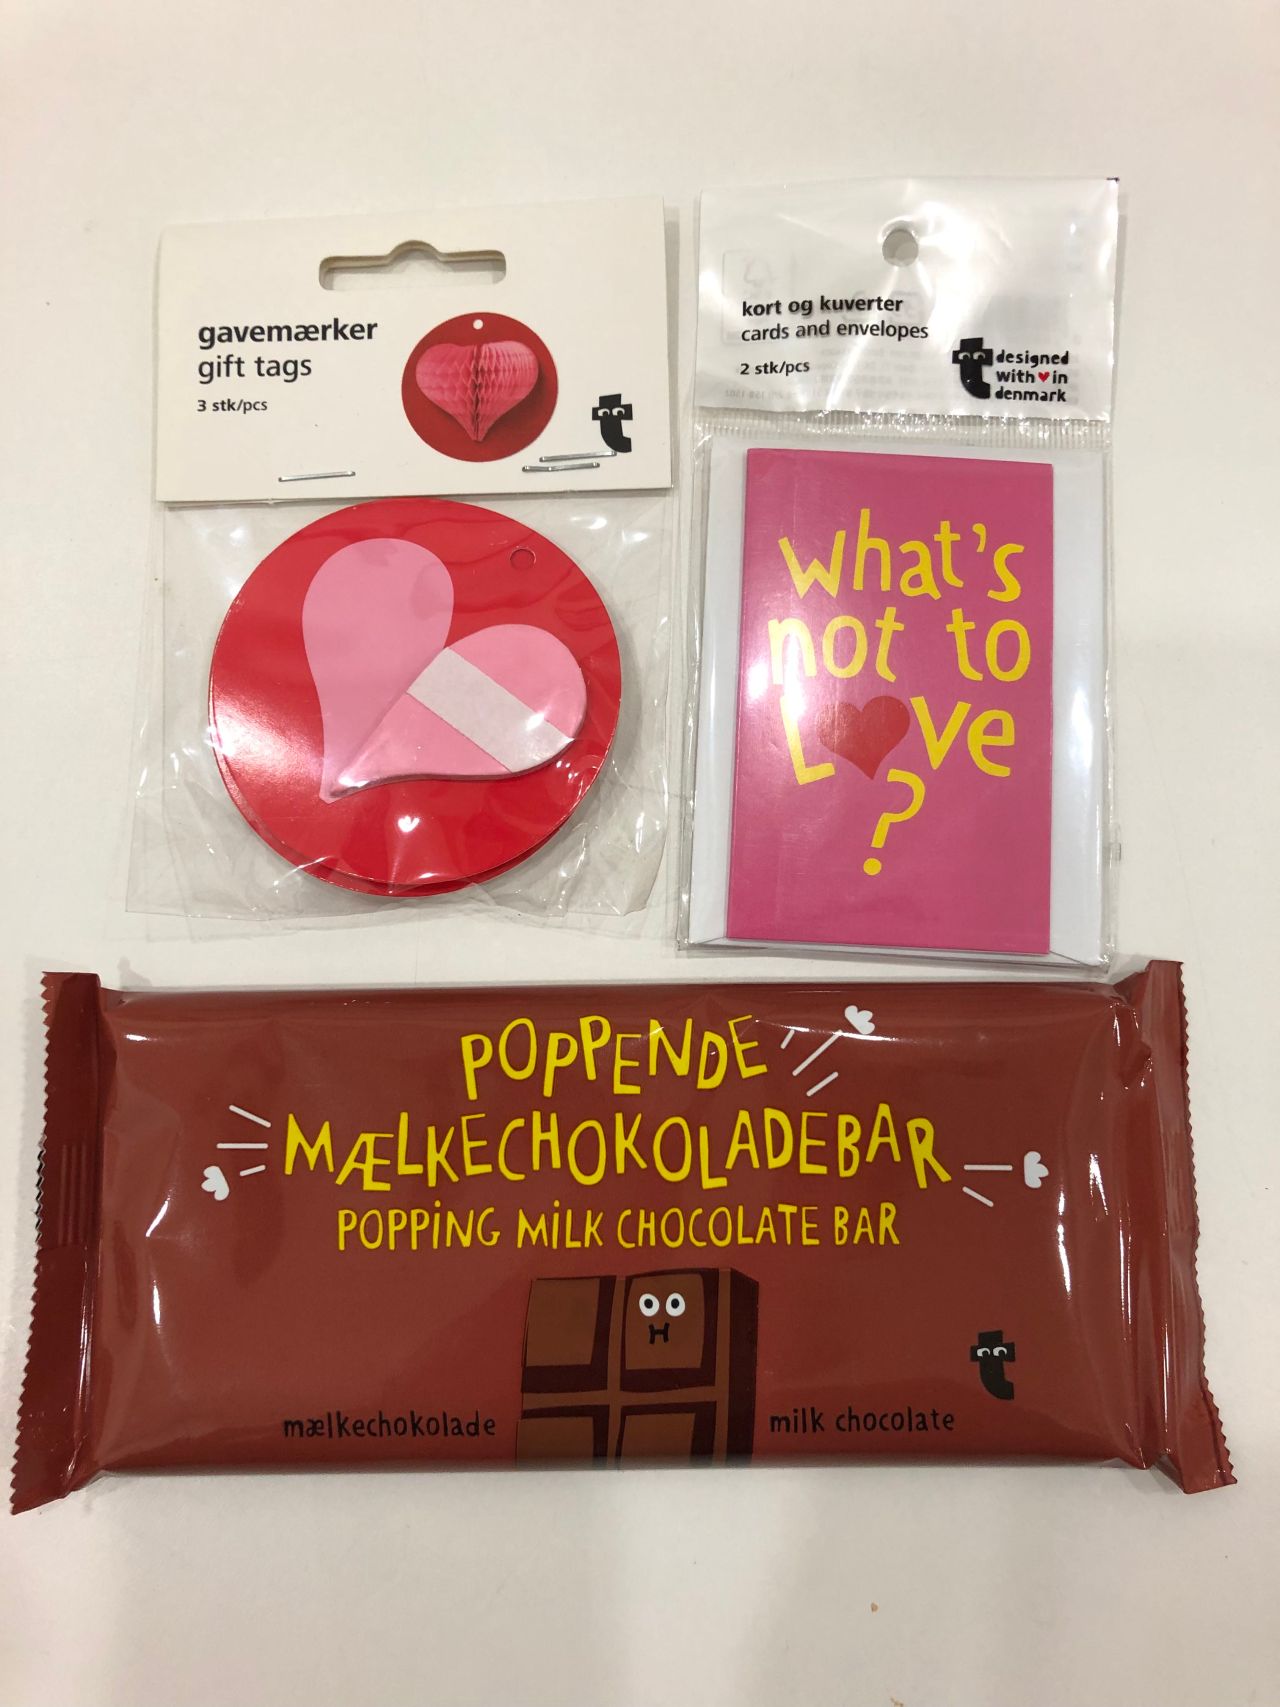 gavemærker
gift tags
3 stk/pcs
kort og kuverter
cards and envelopes
2 stk/pcs
designed
with♥in
denmark
what's
not to
L♥ve
?
POPPENDE
MÆLKECHOKOLADEBAR
POPPiNG MiLK CHOCOLATE BAR
mælkechokolade
milk chocolate